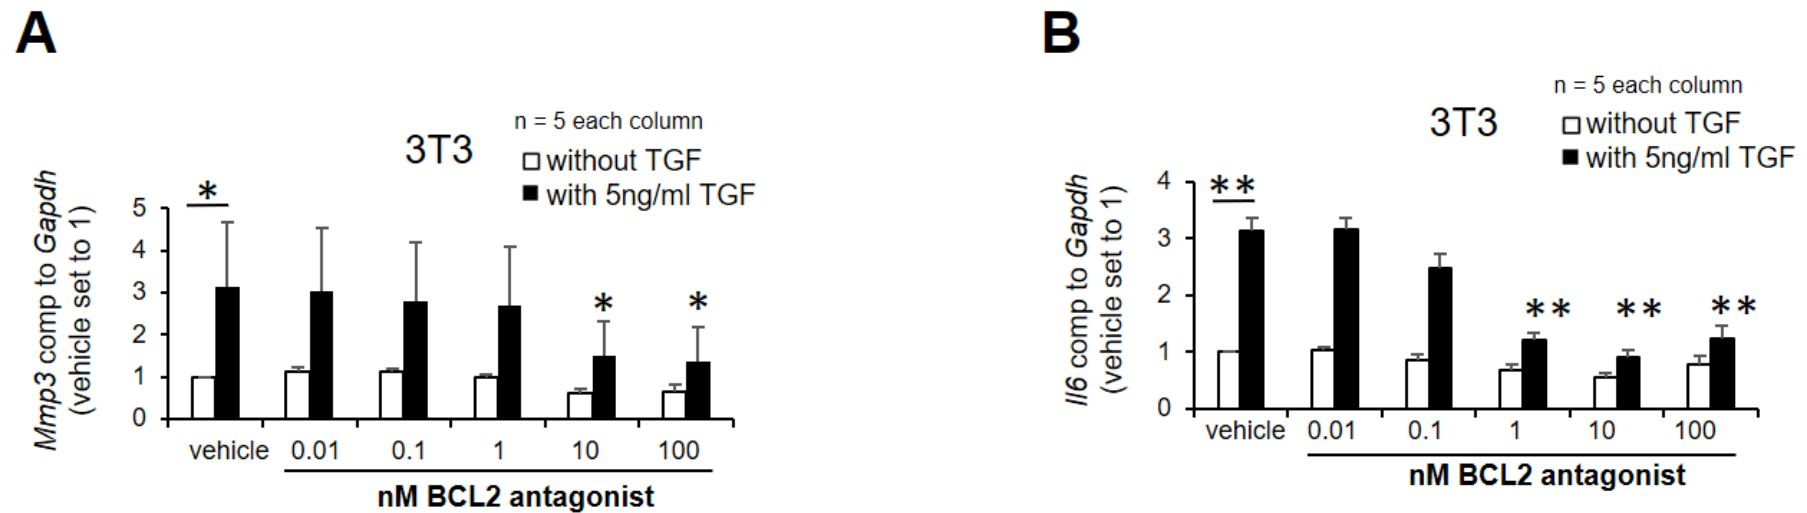 A
n = 5 each column
3T3
without TGF
with 5ng/ml TGF
*
Mmp3 comp to Gapdh
(vehicle set to 1)
5
4
3
2
1
0
*
*
vehicle 0.01 0.1 1 10 100
nM BCL2 antagonist
B
n = 5 each column
3T3
without TGF
with 5ng/ml TGF
**
Il6 comp to Gapdh
(vehicle set to 1)
4
3
2
1
0
**
**
**
vehicle 0.01 0.1 1 10 100
nM BCL2 antagonist